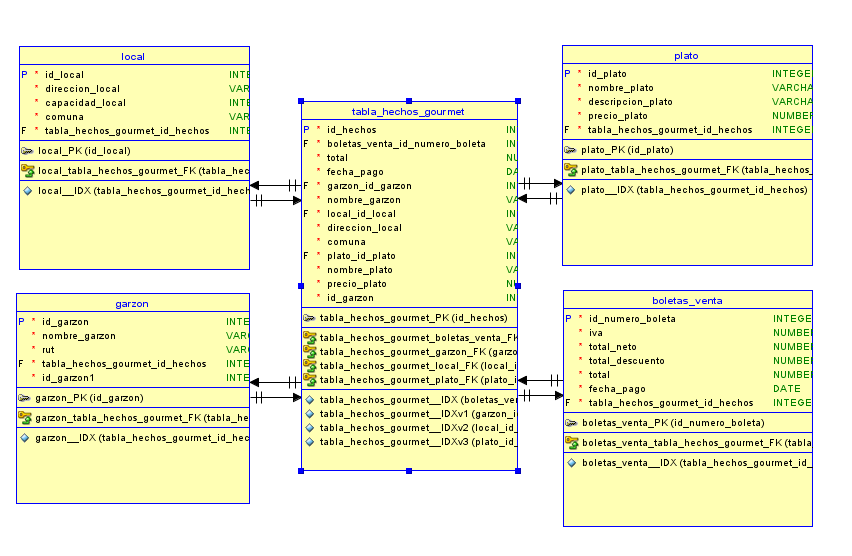 local
P * id_local INTE
* direccion_local VAR
* capacidad_local INTE
* comuna VAR
F * tabla_hechos_gourmet_id_hechos INTE
local_PK (id_local)
local_tabla_hechos_gourmet_FK (tabla_hec
local__IDX (tabla_hechos_gourmet_id_hech
garzon
P * id_garzon INTE
* nombre_garzon VAR
* rut VAR
F * tabla_hechos_gourmet_id_hechos INTE
* id_garzon1 INTE
garzon_PK (id_garzon)
garzon_tabla_hechos_gourmet_FK (tabla_he
garzon__IDX (tabla_hechos_gourmet_id_hec
tabla_hechos_gourmet
P * id_hechos IN
F * boletas_venta_id_numero_boleta IN
* total NU
* fecha_pago DA
F * garzon_id_garzon IN
* nombre_garzon VA
F * local_id_local IN
* direccion_local VA
* comuna VA
F * plato_id_plato IN
* nombre_plato VA
* precio_plato NU
* id_garzon IN
tabla_hechos_gourmet_PK (id_hechos)
tabla_hechos_gourmet_boletas_venta_FK
tabla_hechos_gourmet_garzon_FK (garzo
tabla_hechos_gourmet_local_FK (local_i
tabla_hechos_gourmet_plato_FK (plato_i
tabla_hechos_gourmet__IDX (boletas_ve
tabla_hechos_gourmet__IDXv1 (garzon_i
tabla_hechos_gourmet__IDXv2 (local_id
tabla_hechos_gourmet__IDXv3 (plato_id_
plato
P * id_plato INTEGE
* nombre_plato VARCHA
* descripcion_plato VARCHA
* precio_plato NUMBE
F * tabla_hechos_gourmet_id_hechos INTEGE
plato_PK (id_plato)
plato_tabla_hechos_gourmet_FK (tabla_hechos_
plato__IDX (tabla_hechos_gourmet_id_hechos)
boletas_venta
P * id_numero_boleta INTEGE
* iva NUMBE
* total_neto NUMBE
* total_descuento NUMBE
* total NUMBE
* fecha_pago DATE
F * tabla_hechos_gourmet_id_hechos INTEGE
boletas_venta_PK (id_numero_boleta)
boletas_venta_tabla_hechos_gourmet_FK (tabla
boletas_venta__IDX (tabla_hechos_gourmet_id_